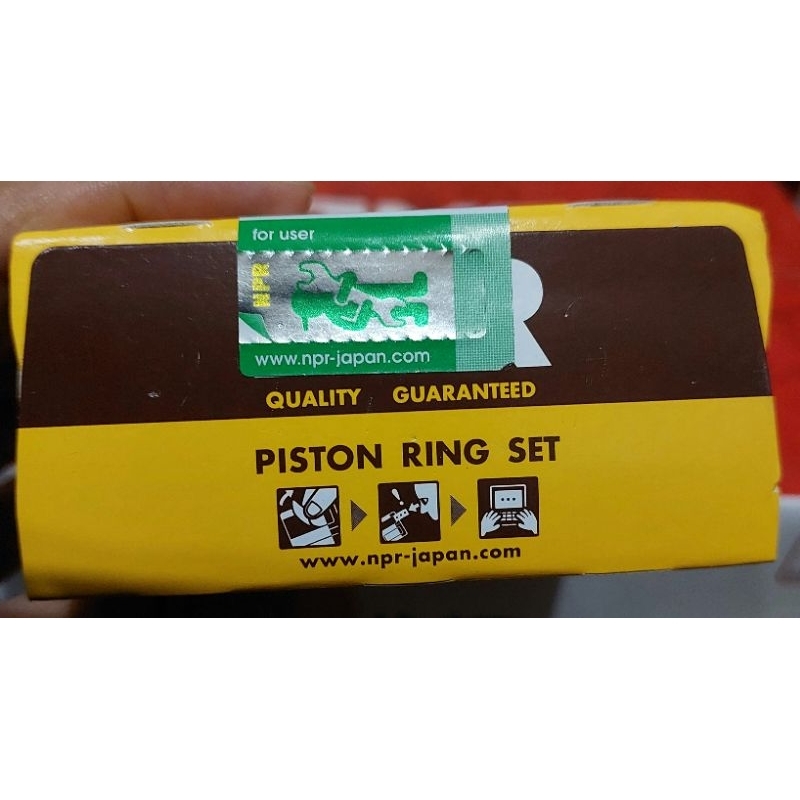 for user
NPR
R
www.npr-japan.com
QUALITY GUARANTEED
PISTON RING SET
www.npr-japan.com